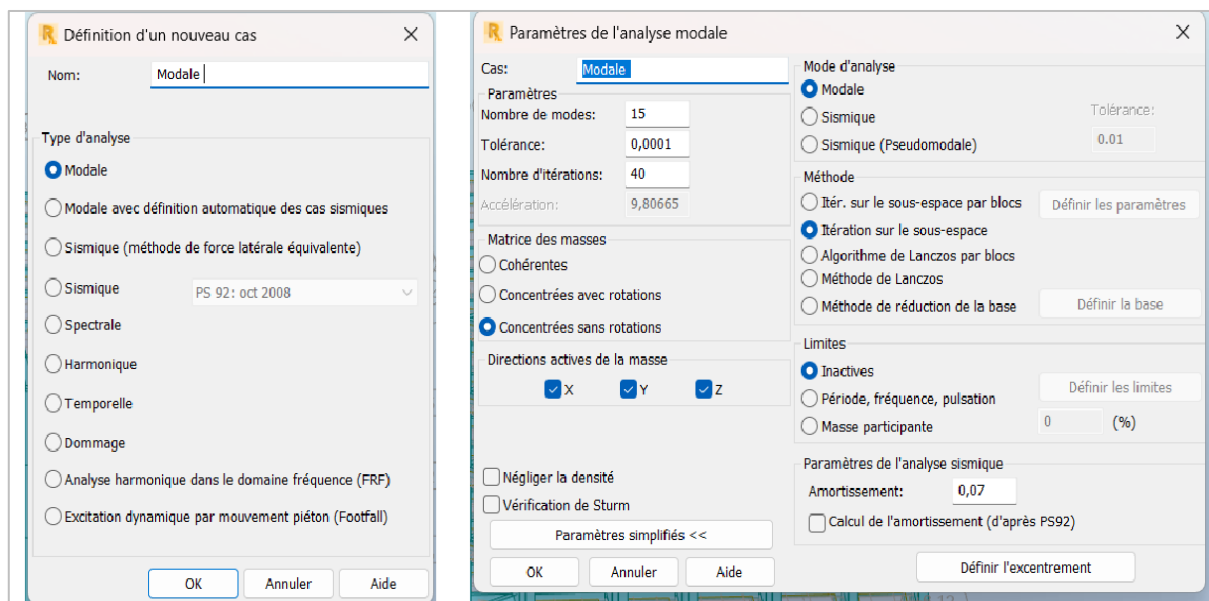 Définition d'un nouveau cas
Nom: Modale
Type d'analyse
Modale
Modale avec définition automatique des cas sismiques
Sismique (méthode de force latérale équivalente)
Sismique PS 92: oct 2008
Spectrale
Harmonique
Temporelle
Dommage
Analyse harmonique dans le domaine fréquence (FRF)
Excitation dynamique par mouvement piéton (Footfall)
OK Annuler Aide
Paramètres de l'analyse modale
Cas: Modale
Paramètres
Nombre de modes: 15
Tolérance: 0,0001
Nombre d'itérations: 40
Accélération: 9,80665
Matrice des masses
Cohérentes
Concentrées avec rotations
Concentrées sans rotations
Directions actives de la masse
X Y Z
Négliger la densité
Vérification de Sturm
Paramètres simplifiés <<
OK Annuler Aide
Mode d'analyse
Modale
Sismique Tolérance:
Sismique (Pseudomodale) 0.01
Méthode
Itér. sur le sous-espace par blocs Définir les paramètres
Itération sur le sous-espace
Algorithme de Lanczos par blocs
Méthode de Lanczos
Méthode de réduction de la base Définir la base
Limites
Inactives
Période, fréquence, pulsation Définir les limites
Masse participante 0 (%)
Paramètres de l'analyse sismique
Amortissement: 0,07
Calcul de l'amortissement (d'après PS92)
Définir l'excentrement